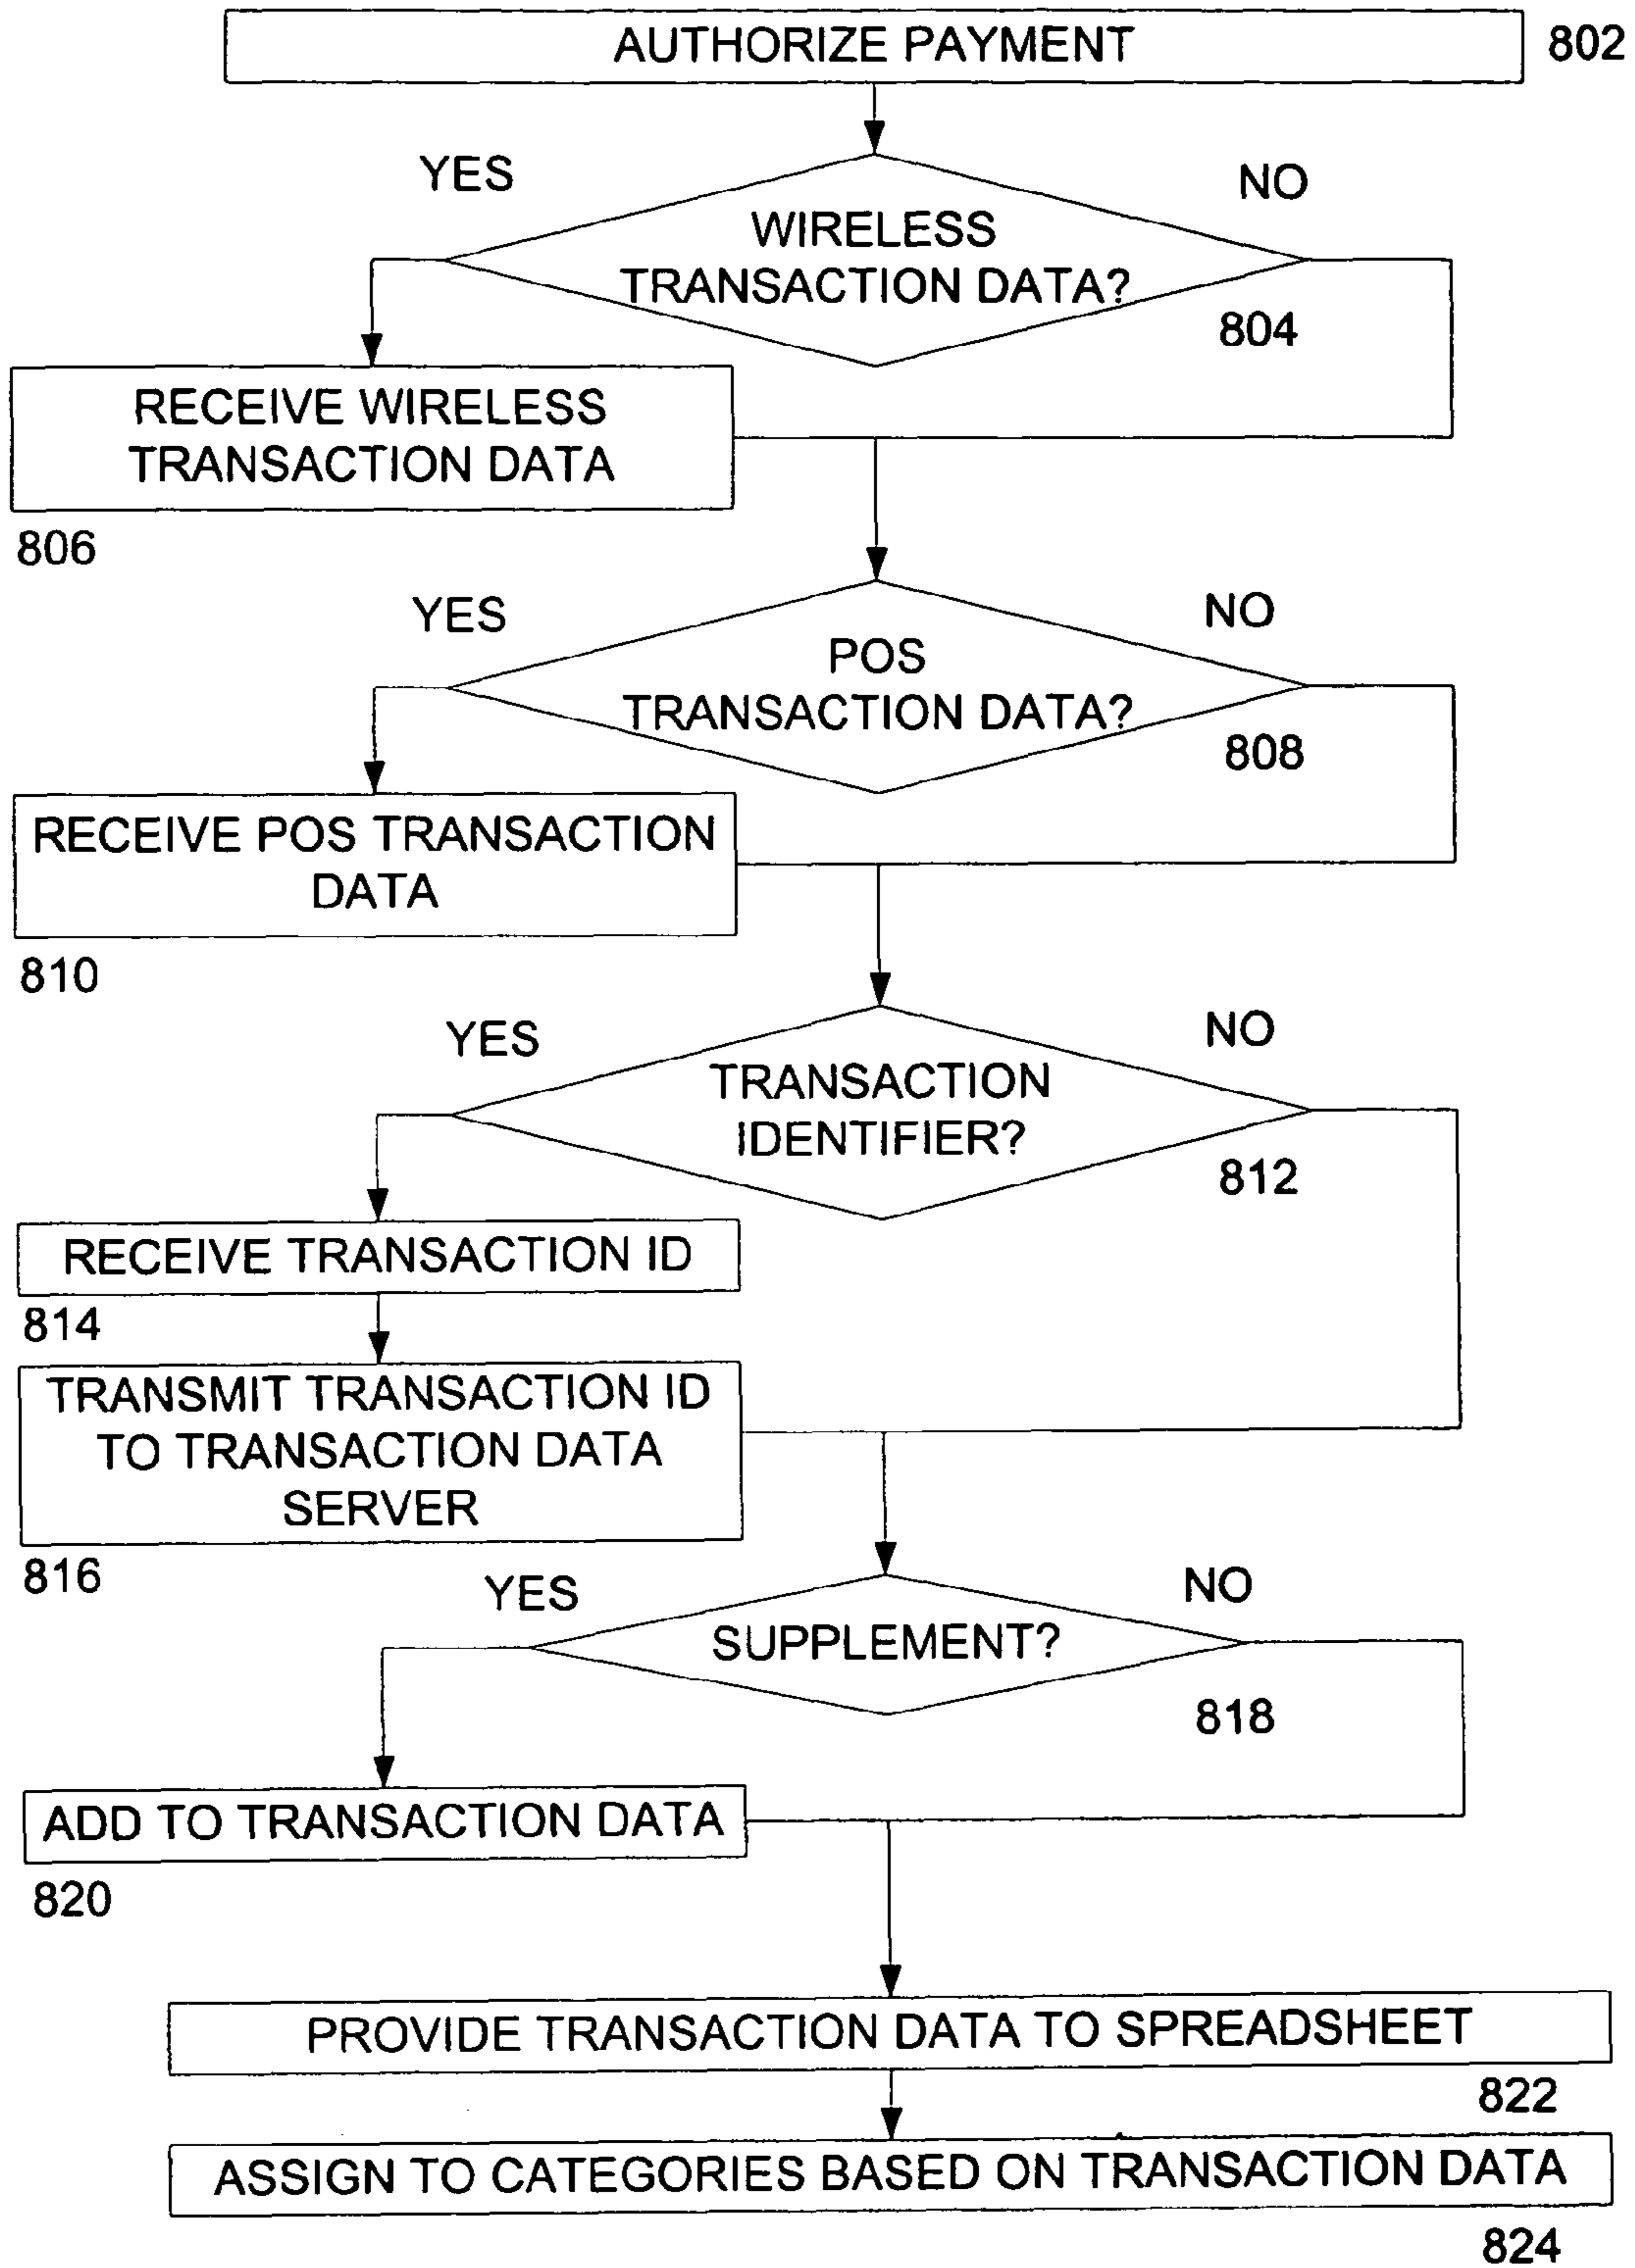 AUTHORIZE PAYMENT
802
YES
NO
WIRELESS
TRANSACTION DATA?
804
RECEIVE WIRELESS
TRANSACTION DATA
806
YES
NO
POS
TRANSACTION DATA?
808
RECEIVE POS TRANSACTION
DATA
810
YES
NO
TRANSACTION
IDENTIFIER?
812
RECEIVE TRANSACTION ID
814
TRANSMIT TRANSACTION ID
TO TRANSACTION DATA
SERVER
816
YES
NO
SUPPLEMENT?
818
ADD TO TRANSACTION DATA
820
PROVIDE TRANSACTION DATA TO SPREADSHEET
822
ASSIGN TO CATEGORIES BASED ON TRANSACTION DATA
824